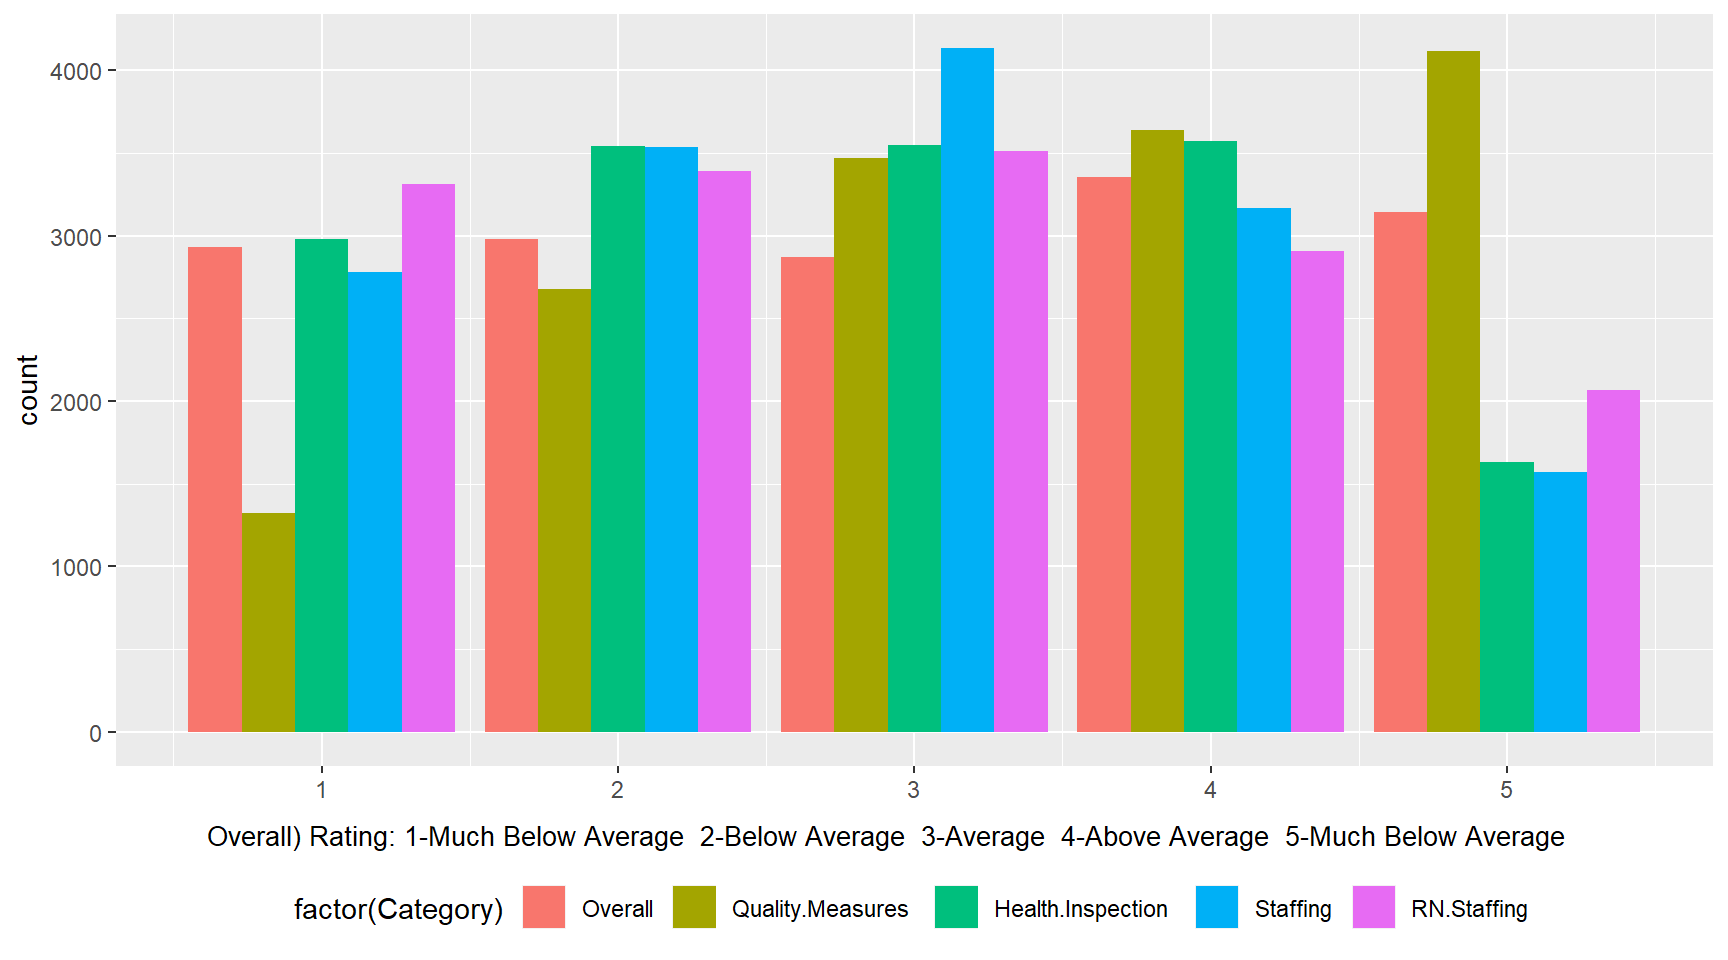 4000
3000
2000
1000
0
count
1 2 3 4 5
Overall) Rating: 1-Much Below Average 2-Below Average 3-Average 4-Above Average 5-Much Below Average
factor(Category) Overall Quality.Measures Health.Inspection Staffing RN.Staffing